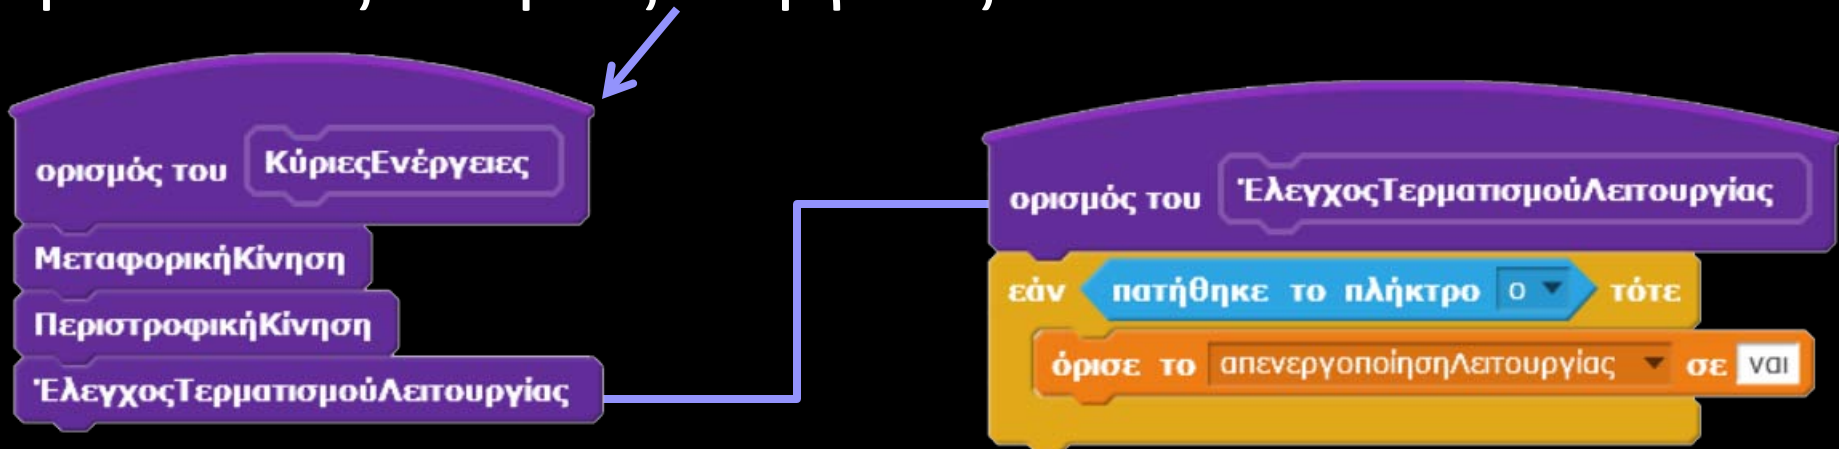 ορισμός του ΚύριεςΕνέργειες
ΜεταφορικήΚίνηση
ΠεριστροφικήΚίνηση
ΈλεγχοςΤερματισμούΛειτουργίας
ορισμός του ΈλεγχοςΤερματισμούΛειτουργίας
εάν πατήθηκε το πλήκτρο ο τότε
όρισε το απενεργοποίησηΛειτουργίας σε ναι